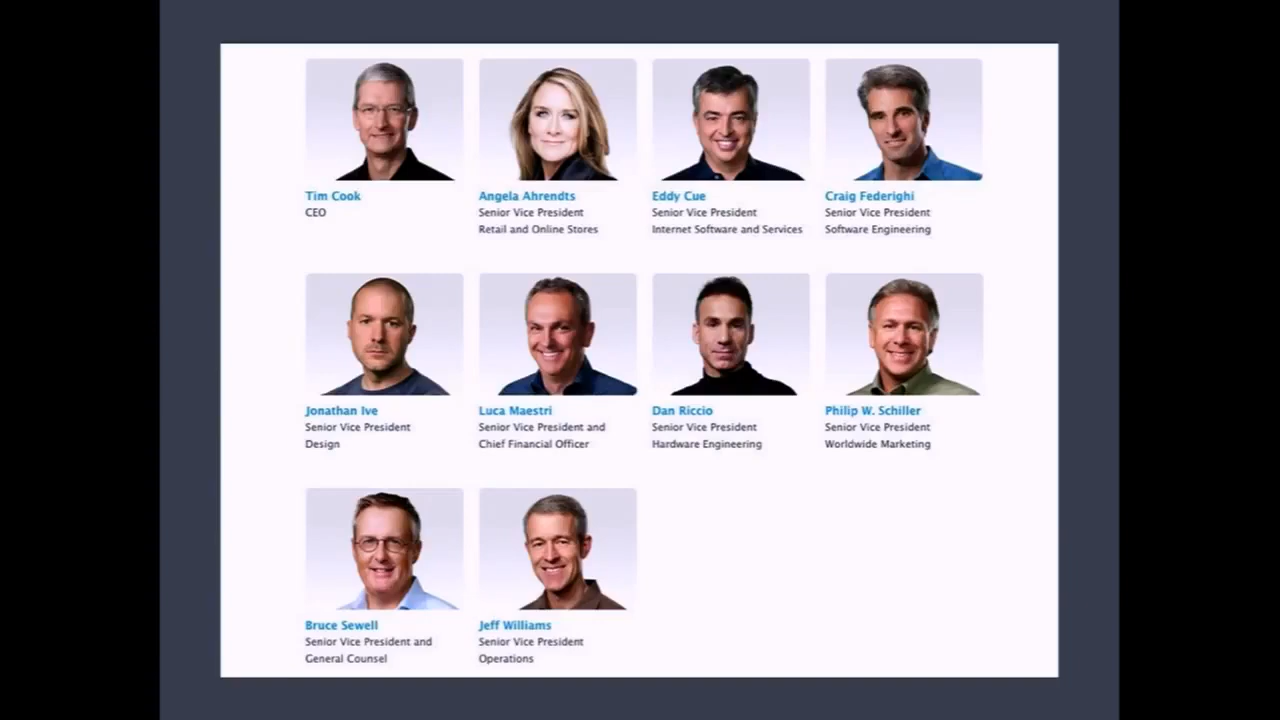 Tim Cook
CEO
Angela Ahrendts
Senior Vice President
Retail and Online Stores
Eddy Cue
Senior Vice President
Internet Software and Services
Craig Federighi
Senior Vice President
Software Engineering
Jonathan Ive
Senior Vice President
Design
Luca Maestri
Senior Vice President and
Chief Financial Officer
Dan Riccio
Senior Vice President
Hardware Engineering
Philip W. Schiller
Senior Vice President
Worldwide Marketing
Bruce Sewell
Senior Vice President and
General Counsel
Jeff Williams
Senior Vice President
Operations